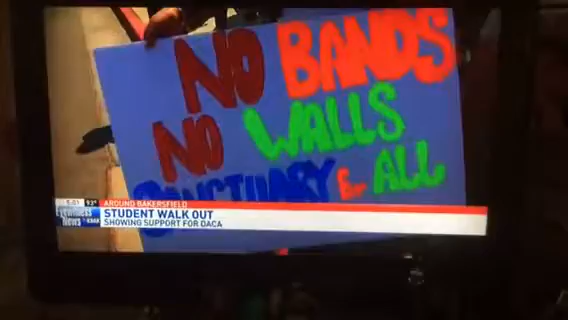 NO BANDS
NO WALLS
SANCTUARY & ALL
5:01 93°
AROUND BAKERSFIELD
Eyewitness
News
STUDENT WALK OUT
SHOWING SUPPORT FOR DACA